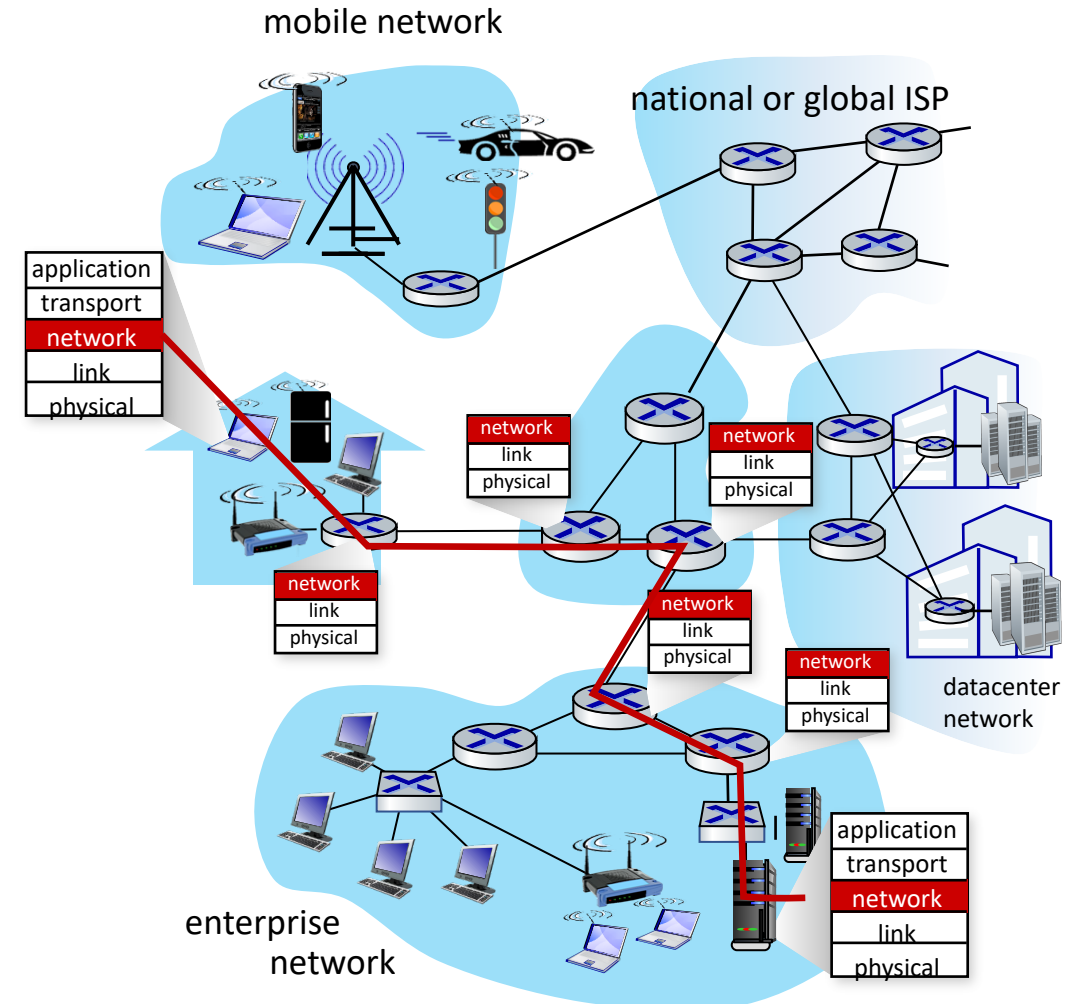 mobile network
national or global ISP
application
transport
network
link
physical
network
link
physical
network
link
physical
network
link
physical
network
link
physical
network
link
physical
datacenter
network
application
transport
network
link
physical
enterprise
network